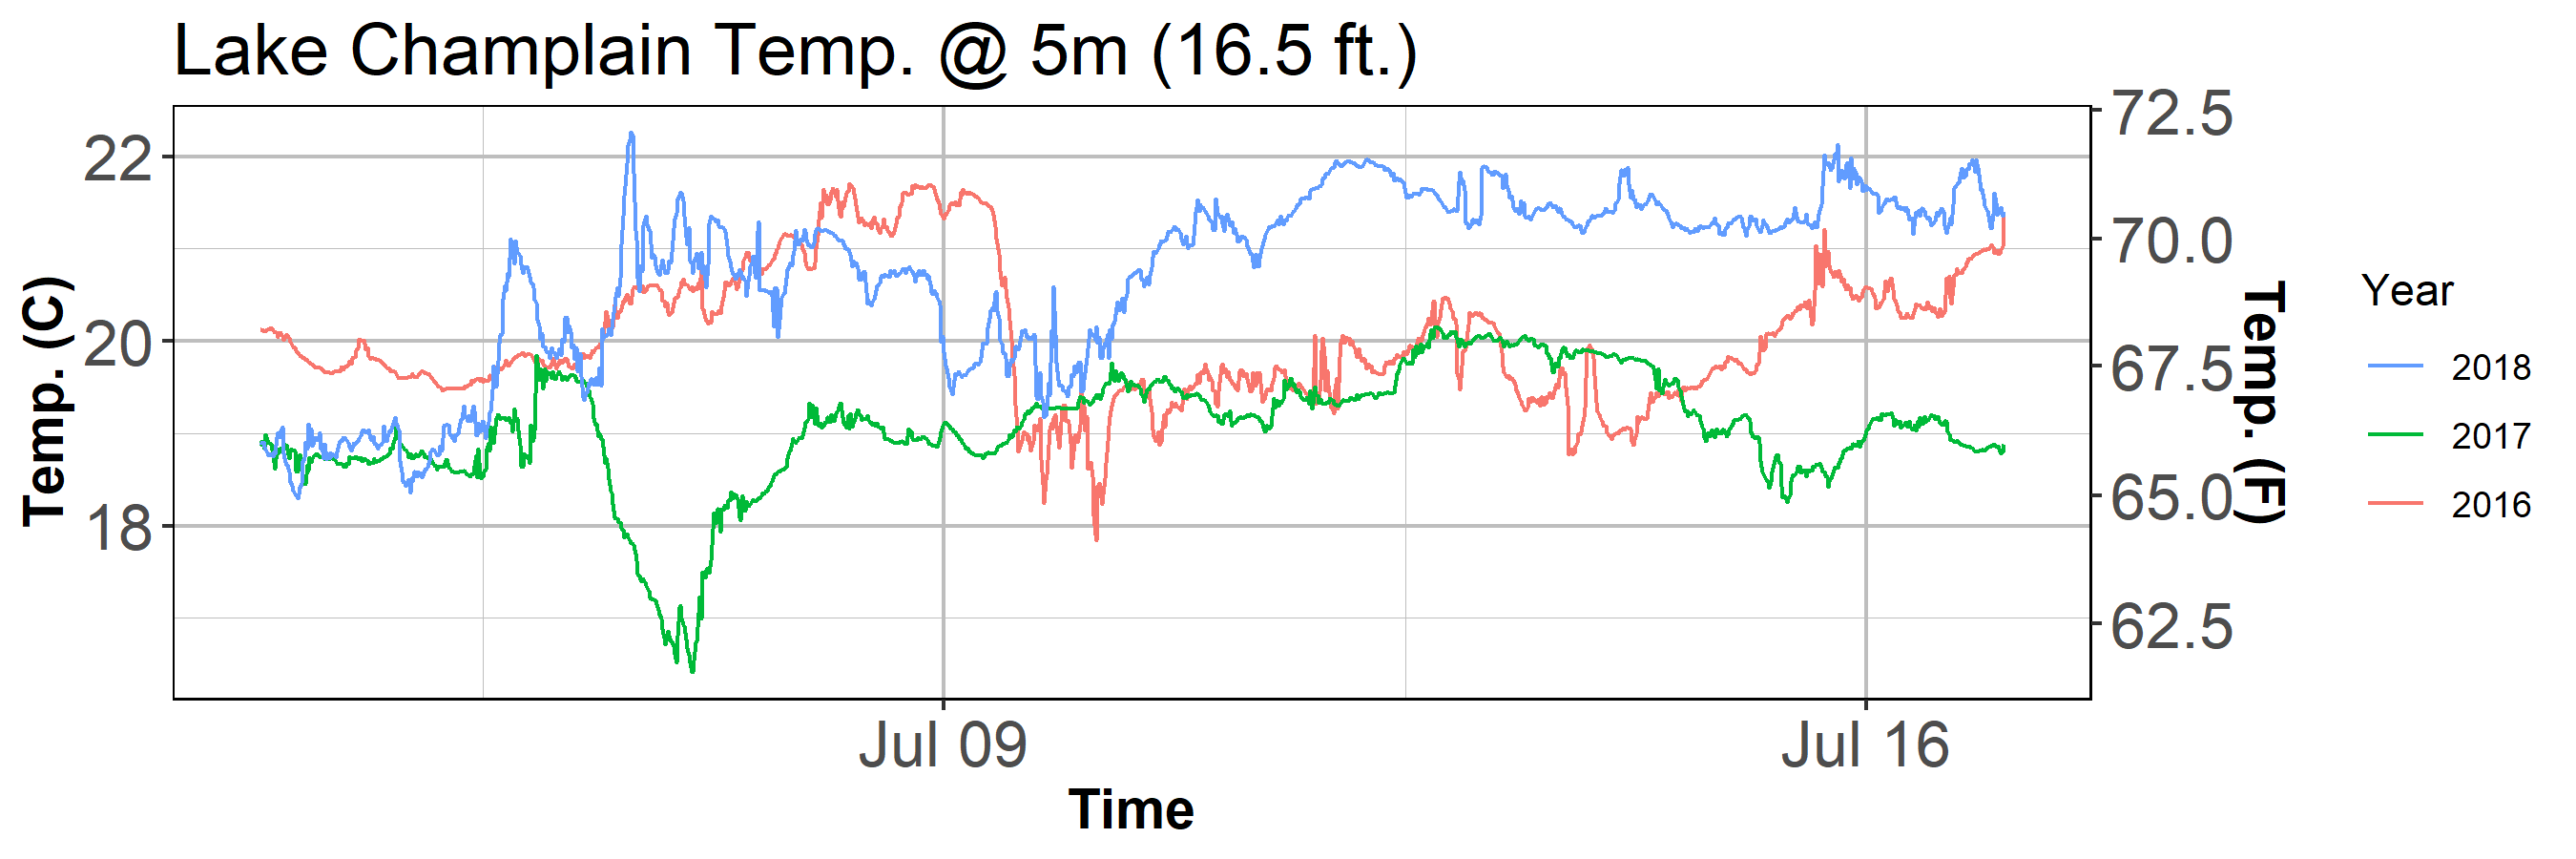 Lake Champlain Temp. @ 5m (16.5 ft.)
Temp. (C)
22
20
18
72.5
70.0
67.5
65.0
62.5
Temp. (F)
Jul 09
Jul 16
Time
Year
2018
2017
2016